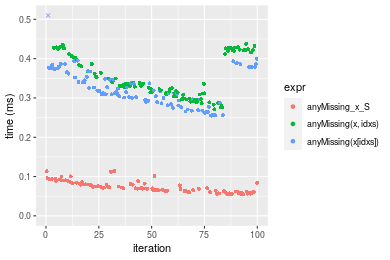 0.5
0.4
0.3
0.2
0.1
0.0
time (ms)
0
25
50
75
100
iteration
expr
anyMissing_x_S
anyMissing(x, idxs)
anyMissing(x[idxs])